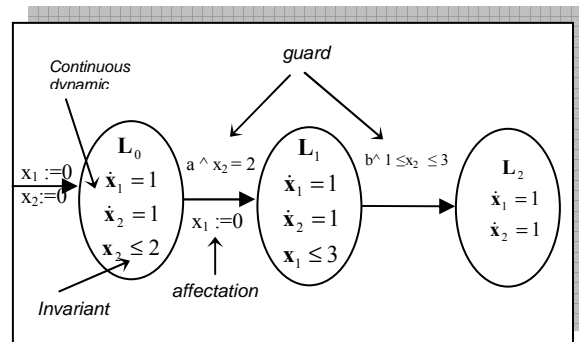 guard
Continuous
dynamic
x₁ :=0
x₂:=0
L₀
ẋ₁ = 1
ẋ₂ = 1
x₂ ≤ 2
a ^ x₂ = 2
x₁ :=0
L₁
ẋ₁ = 1
ẋ₂ = 1
x₁ ≤ 3
b^ 1 ≤x₂ ≤ 3
L₂
ẋ₁ = 1
ẋ₂ = 1
Invariant
affectation